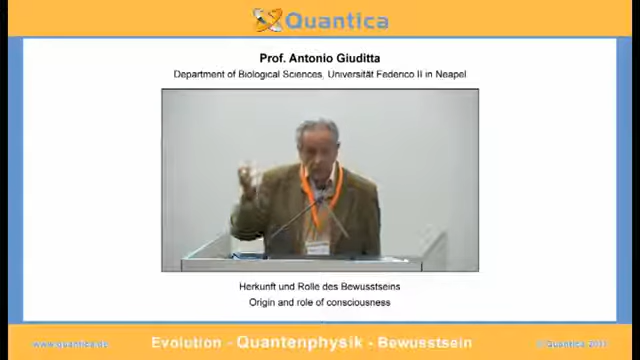 Quantica
Prof. Antonio Giuditta
Department of Biological Sciences, Universität Federico II in Neapel
Herkunft und Rolle des Bewusstseins
Origin and role of consciousness
www.quantica.de Evolution - Quantenphysik - Bewusstsein © Quantica 2011